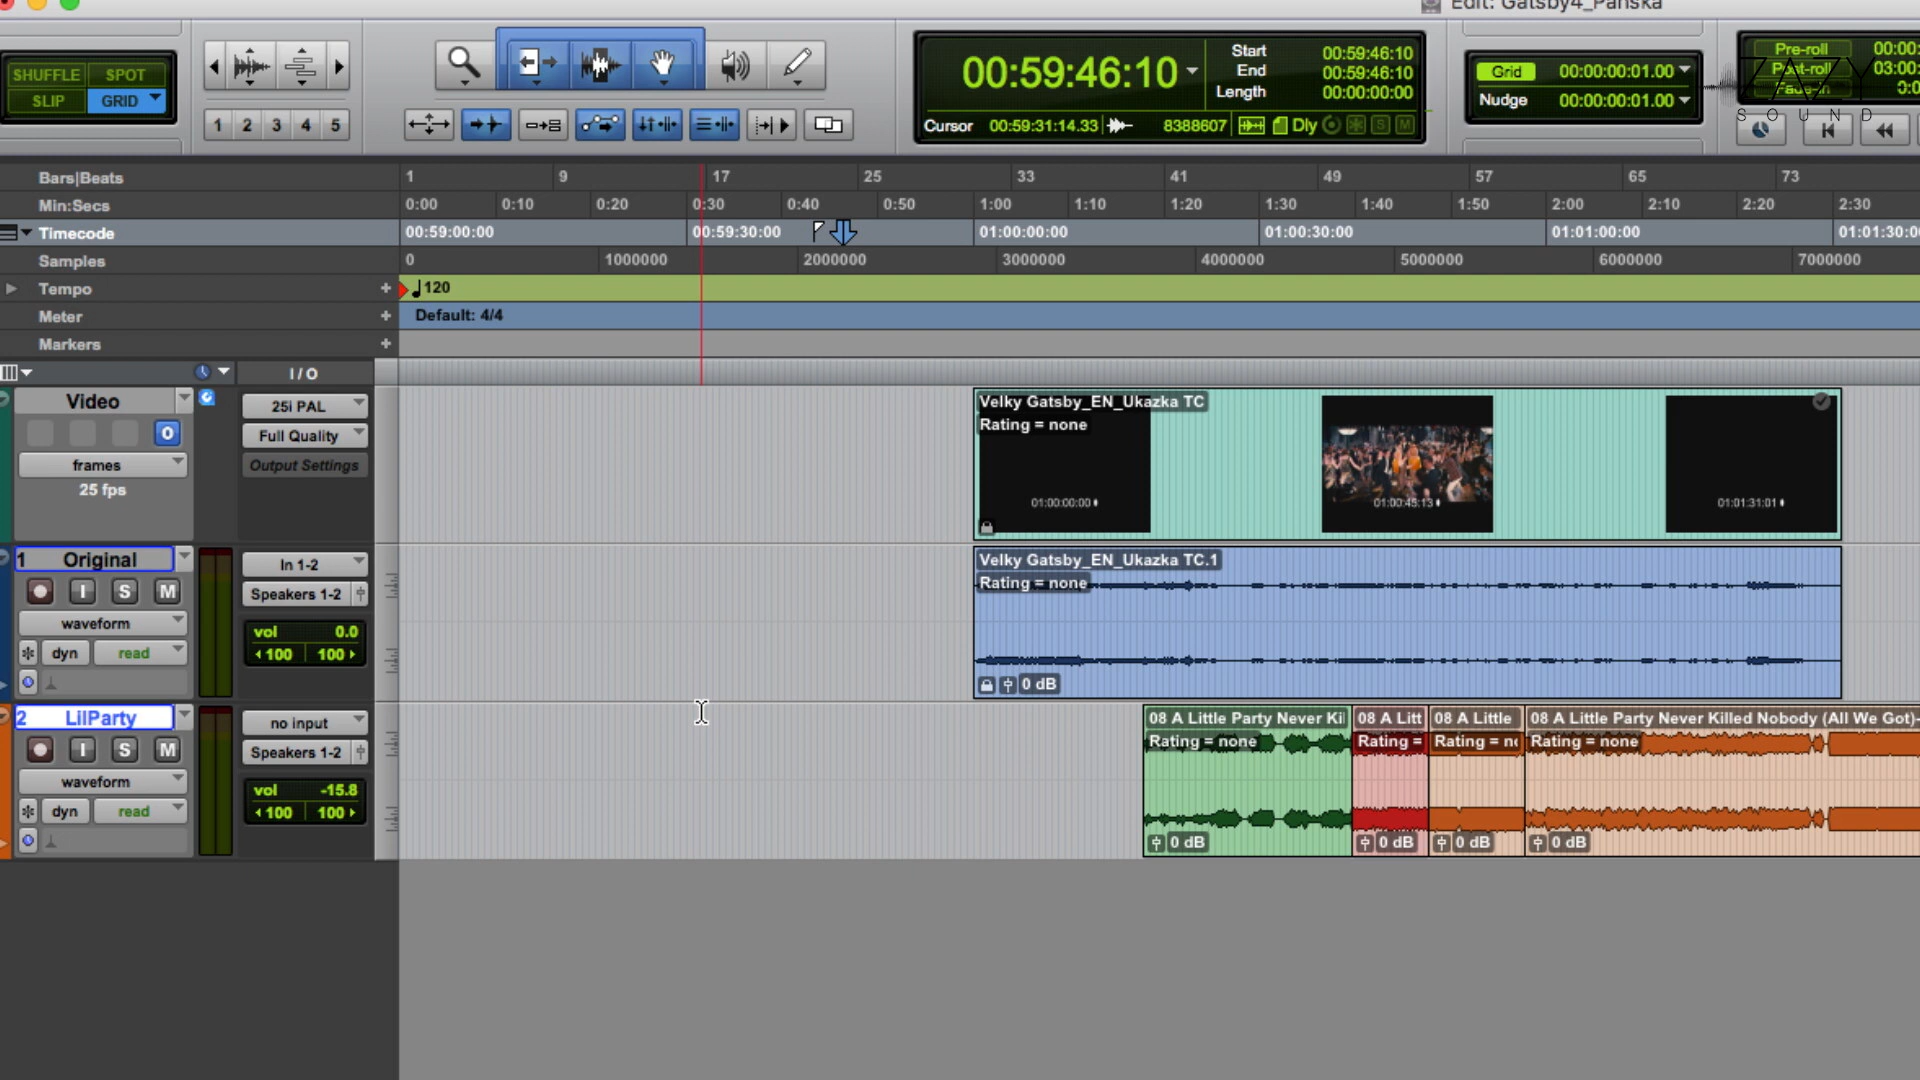 Edit: Gatsby4_Panska
SHUFFLE SPOT
SLIP GRID
1 2 3 4 5
00:59:46:10
Start 00:59:46:10
End 00:59:46:10
Length 00:00:00:00
Cursor 00:59:31:14.33 8388607 Dly S M
Grid 00:00:00:01.00
Nudge 00:00:00:01.00
Pre-roll 00:00:
Post-roll 03:00:
Fade-in
ZAZY
SOUND
Bars|Beats 1 9 17 25 33 41 49 57 65 73
Min:Secs 0:00 0:10 0:20 0:30 0:40 0:50 1:00 1:10 1:20 1:30 1:40 1:50 2:00 2:10 2:20 2:30
Timecode 00:59:00:00 00:59:30:00 01:00:00:00 01:00:30:00 01:01:00:00 01:01:30:0
Samples 0 1000000 2000000 3000000 4000000 5000000 6000000 7000000
Tempo + 120
Meter + Default: 4/4
Markers +
I / O
Video
25i PAL
O
Full Quality
frames
Output Settings
25 fps
Velky Gatsby_EN_Ukazka TC
Rating = none
01:00:00:00
01:00:45:13
01:01:31:01
1 Original
In 1-2
I S M
Speakers 1-2
waveform
vol 0.0
dyn read
100 100
Velky Gatsby_EN_Ukazka TC.1
Rating = none
0 dB
2 LilParty
no input
I S M
Speakers 1-2
waveform
vol -15.8
dyn read
100 100
08 A Little Party Never Kil
Rating = none
0 dB
08 A Litt
Rating =
0 dB
08 A Little
Rating = n
0 dB
08 A Little Party Never Killed Nobody (All We Got)-
Rating = none
0 dB